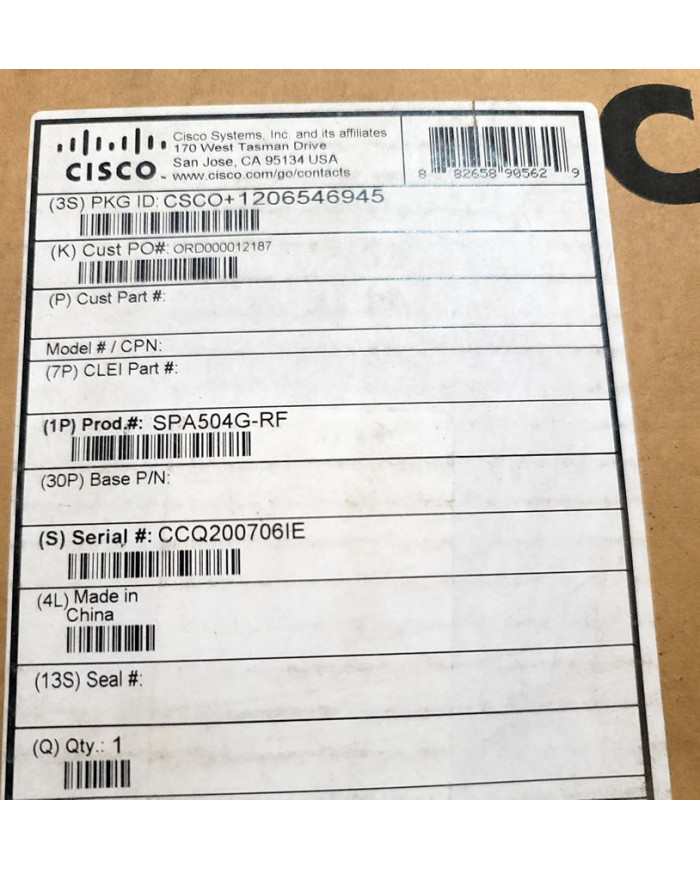 CISCO
Cisco Systems, Inc. and its affiliates
170 West Tasman Drive
San Jose, CA 95134 USA
www.cisco.com/go/contacts
8 82658 90562 9
C
(3S) PKG ID: CSCO+1206546945
(K) Cust PO#: ORD000012187
(P) Cust Part #:
Model # / CPN:
(7P) CLEI Part #:
(1P) Prod.#: SPA504G-RF
(30P) Base P/N:
(S) Serial #: CCQ200706IE
(4L) Made in
China
(13S) Seal #:
(Q) Qty.: 1